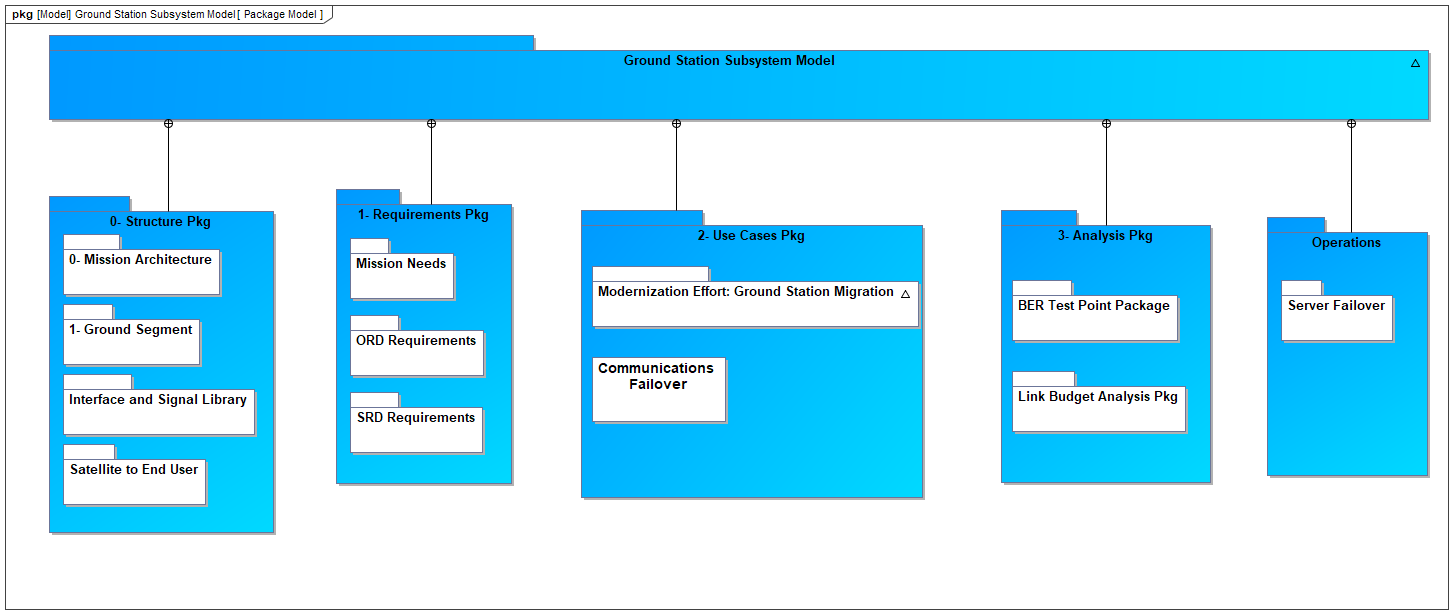 pkg [Model] Ground Station Subsystem Model[ Package Model ]
Ground Station Subsystem Model
0- Structure Pkg
0- Mission Architecture
1- Ground Segment
Interface and Signal Library
Satellite to End User
1- Requirements Pkg
Mission Needs
ORD Requirements
SRD Requirements
2- Use Cases Pkg
Modernization Effort: Ground Station Migration
Communications
Failover
3- Analysis Pkg
BER Test Point Package
Link Budget Analysis Pkg
Operations
Server Failover